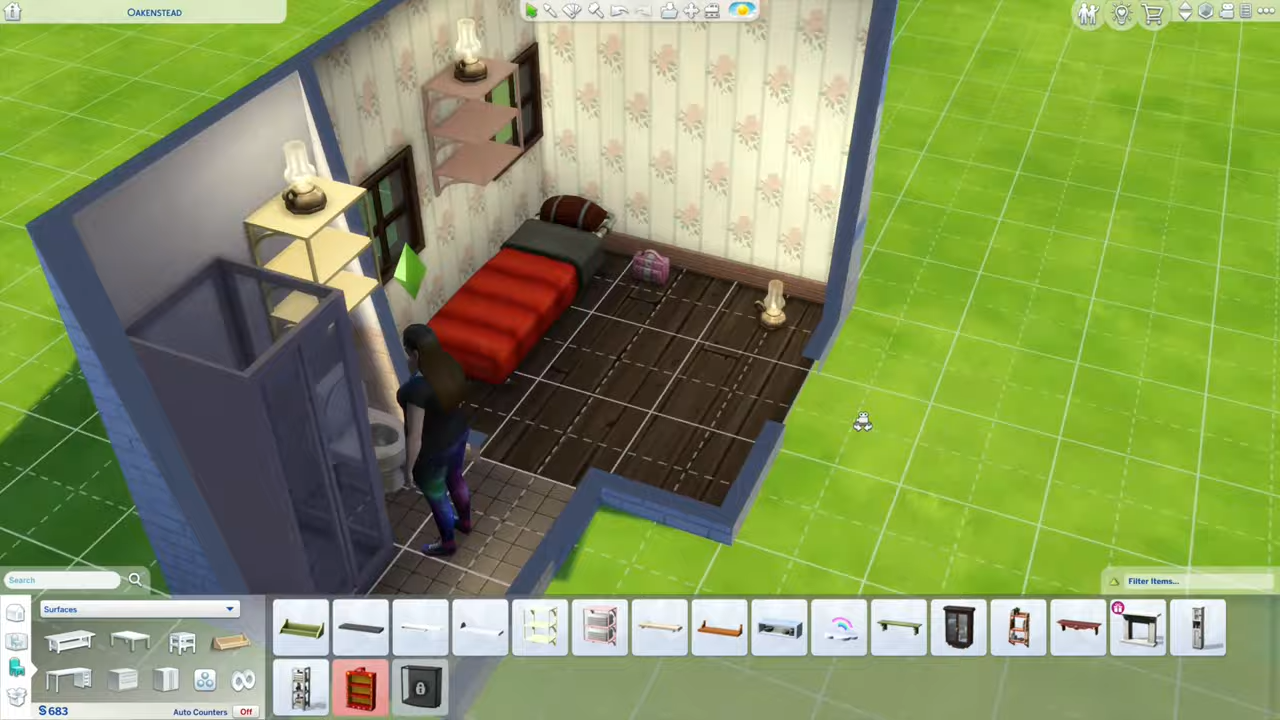 OAKENSTEAD
Search
Filter Items...
Surfaces
§683
Auto Counters
Off